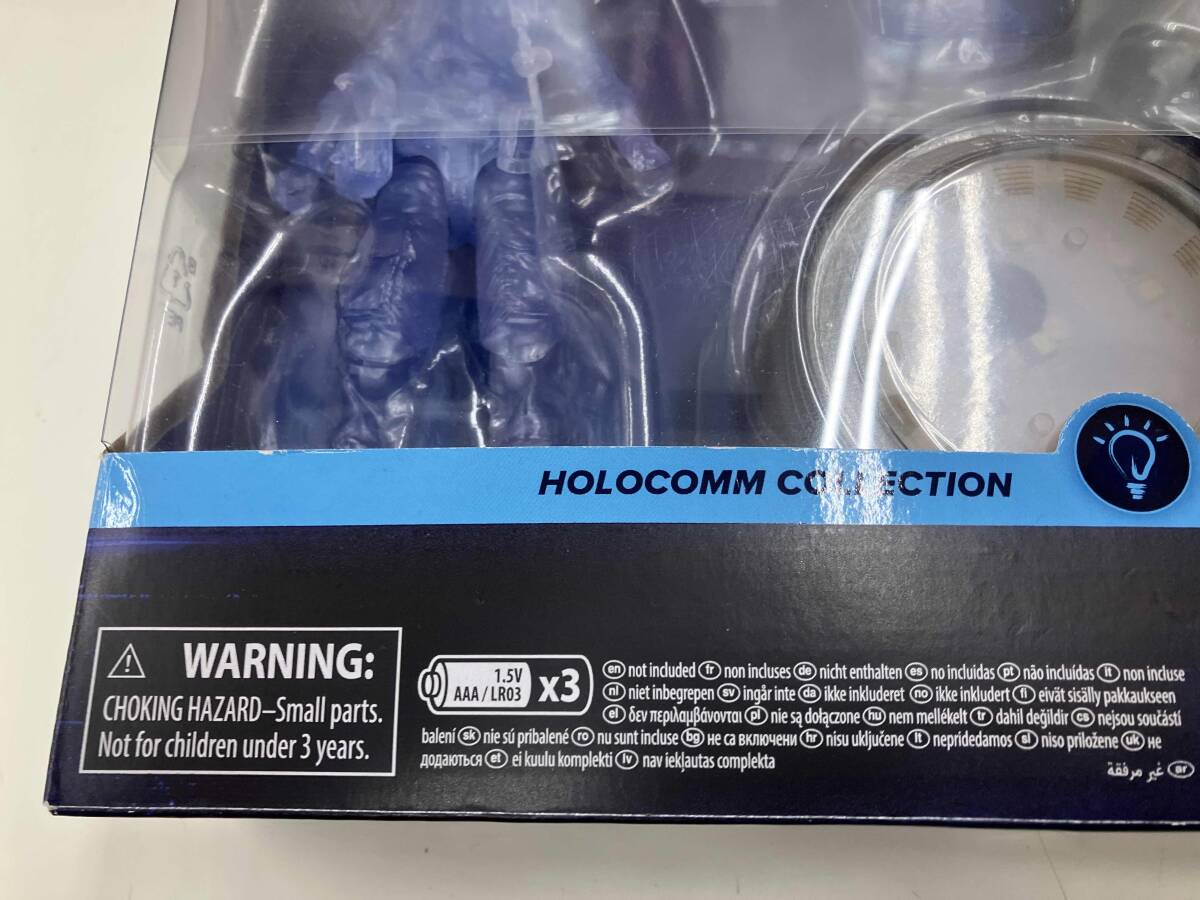 HOLOCOMM COLLECTION
WARNING:
CHOKING HAZARD–Small parts.
Not for children under 3 years.
1.5V
AAA / LR03
x3
en not included fr non incluses de nicht enthalten es no incluidas pt não incluídas it non incluse
nl niet inbegrepen sv ingår inte da ikke inkluderet no ikke inkludert fi eivät sisälly pakkaukseen
el δεν περιλαμβάνονται pl nie są dołączone hu nem mellékelt tr dahil değildir cs nejsou součástí
balení sk nie sú pribalené ro nu sunt incluse bg не са включени hr nisu uključene lt nepridedamos sl niso priložene uk не
додаються et ei kuulu komplekti lv nav iekļautas complekta
ar غير مرفقة